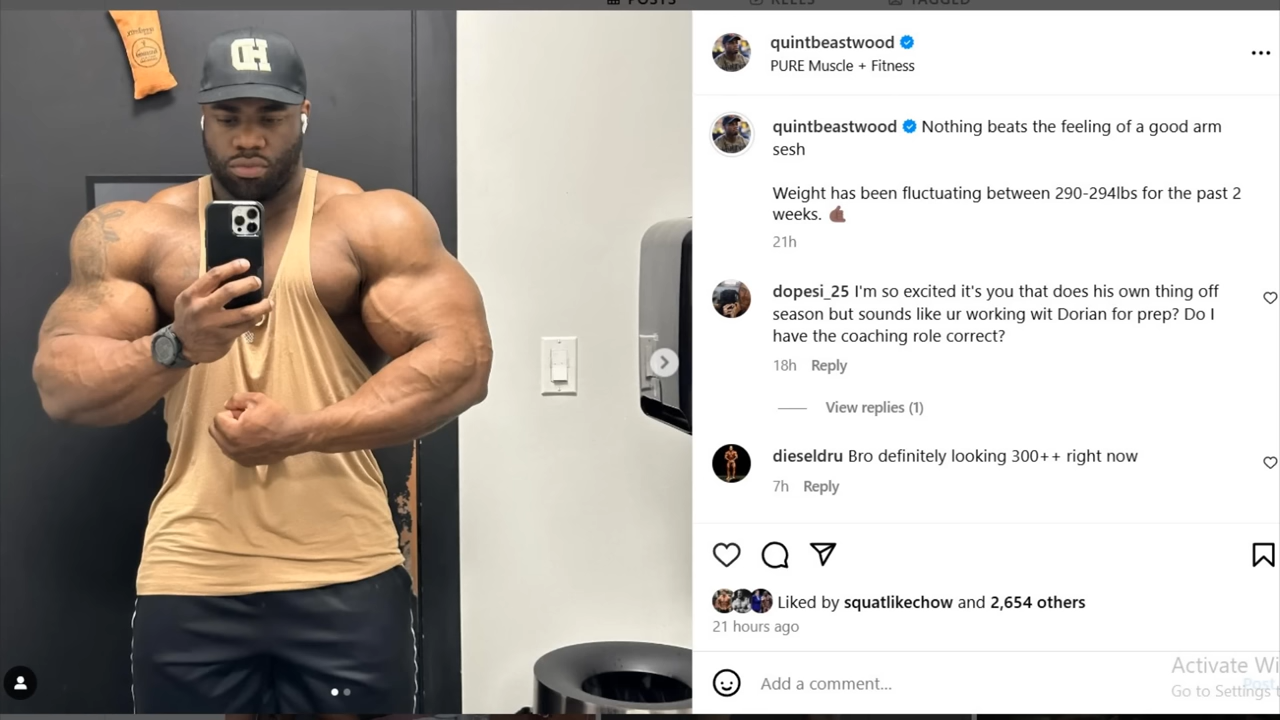 POSTS REELS TAGGED
quintbeastwood
PURE Muscle + Fitness
quintbeastwood Nothing beats the feeling of a good arm
sesh
Weight has been fluctuating between 290-294lbs for the past 2
weeks. 🤙🏿
21h
dopesi_25 I'm so excited it's you that does his own thing off
season but sounds like ur working wit Dorian for prep? Do I
have the coaching role correct?
18h Reply
View replies (1)
dieseldru Bro definitely looking 300++ right now
7h Reply
Liked by squatlikechow and 2,654 others
21 hours ago
Add a comment...
Post
Activate Wi
Go to Settings t